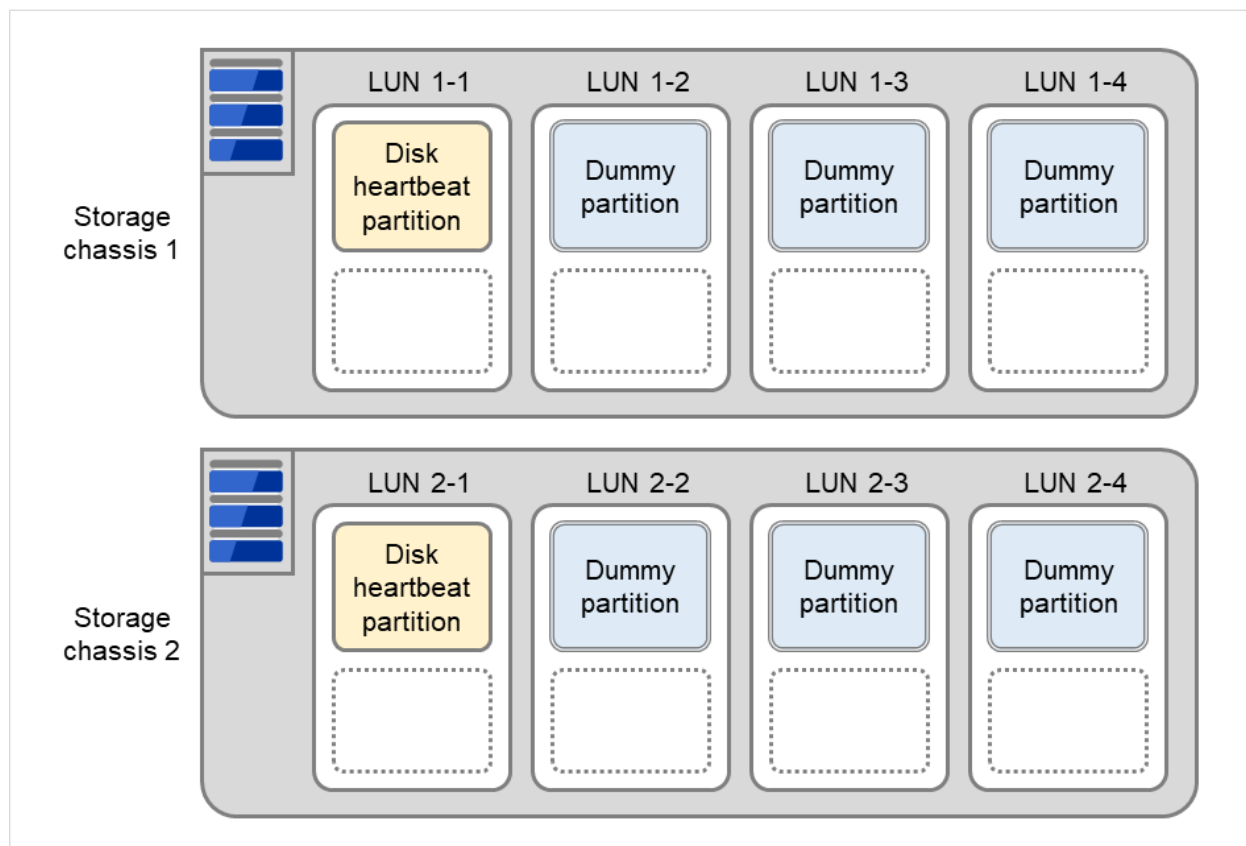 LUN 1-1
LUN 1-2
LUN 1-3
LUN 1-4
Storage
chassis 1
Disk
heartbeat
partition
Dummy
partition
Dummy
partition
Dummy
partition
LUN 2-1
LUN 2-2
LUN 2-3
LUN 2-4
Storage
chassis 2
Disk
heartbeat
partition
Dummy
partition
Dummy
partition
Dummy
partition